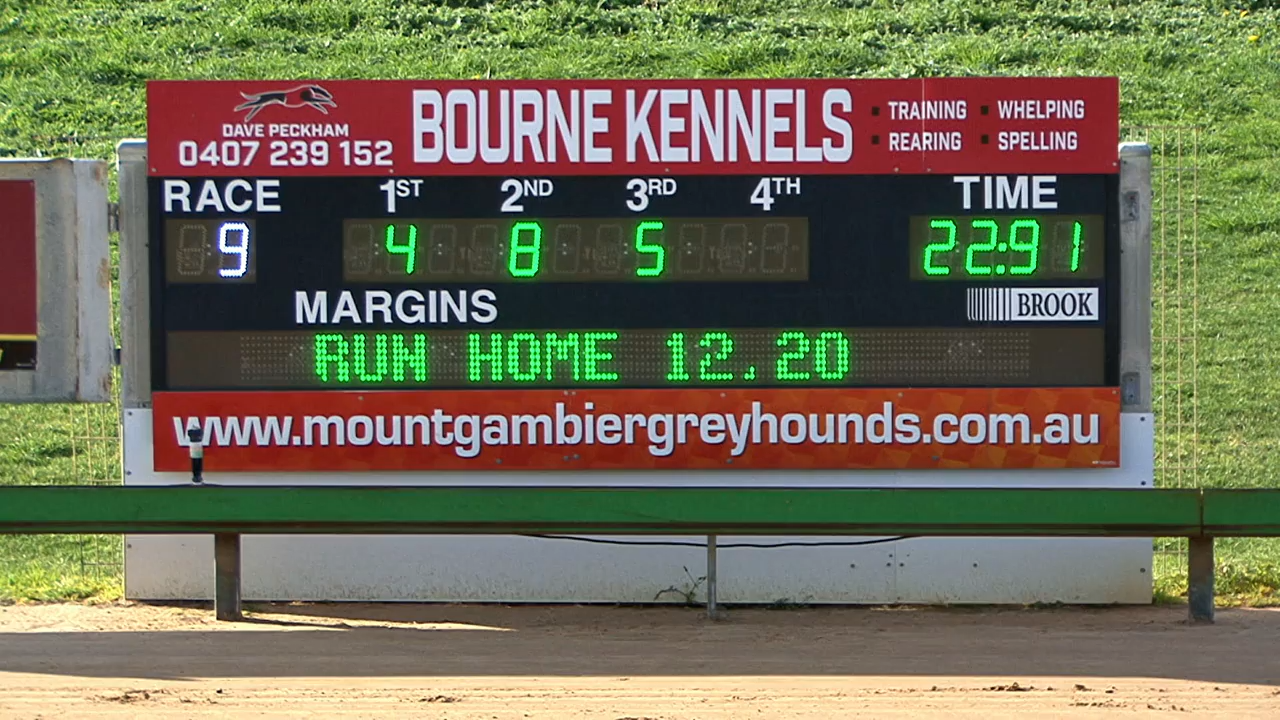 BOURNE KENNELS
DAVE PECKHAM
0407 239 152
TRAINING WHELPING
REARING SPELLING
RACE 1ST 2ND 3RD 4TH TIME
9 4 8 5 22:91
MARGINS BROOK
RUN HOME 12.20
www.mountgambiergreyhounds.com.au